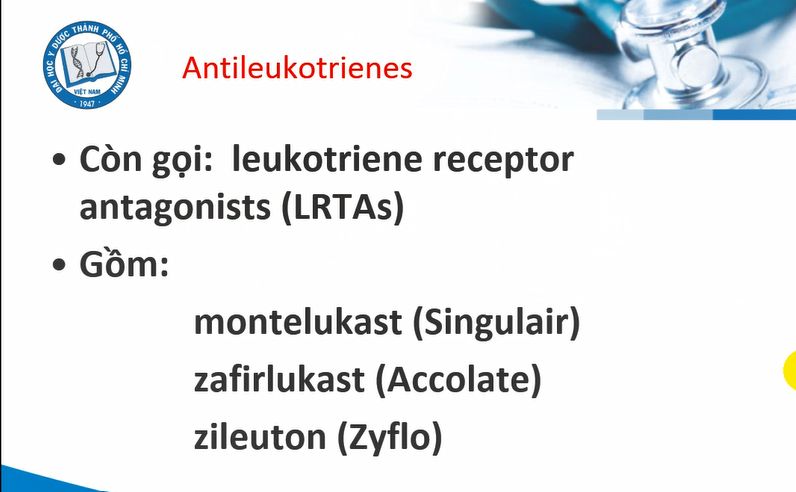 ĐẠI HỌC Y DƯỢC THÀNH PHỐ HỒ CHÍ MINH
VIỆT NAM
1947
Antileukotrienes
• Còn gọi: leukotriene receptor
antagonists (LRTAs)
• Gồm:
montelukast (Singulair)
zafirlukast (Accolate)
zileuton (Zyflo)